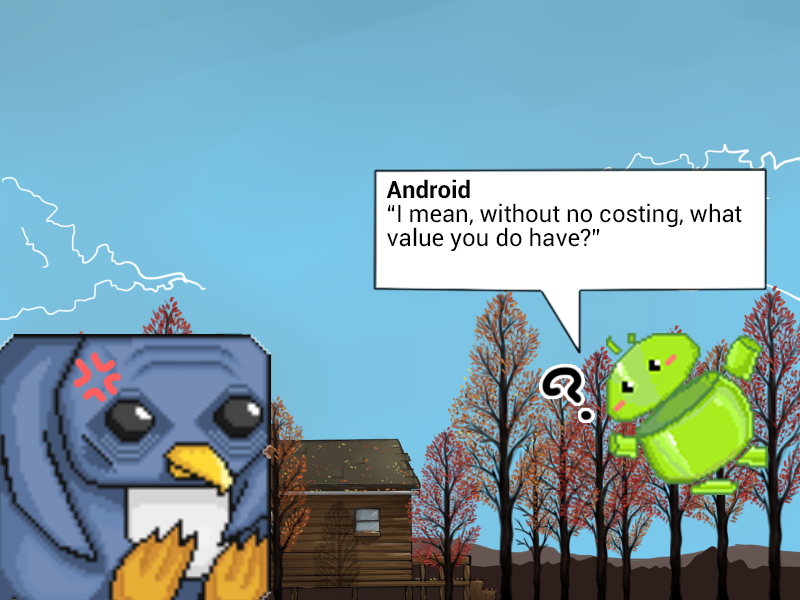 Android
“I mean, without no costing, what
value you do have?”
?